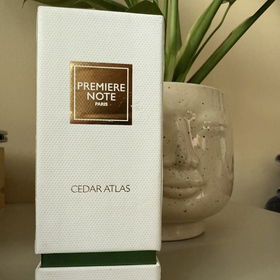 PREMIERE
NOTE
PARIS
CEDAR ATLAS